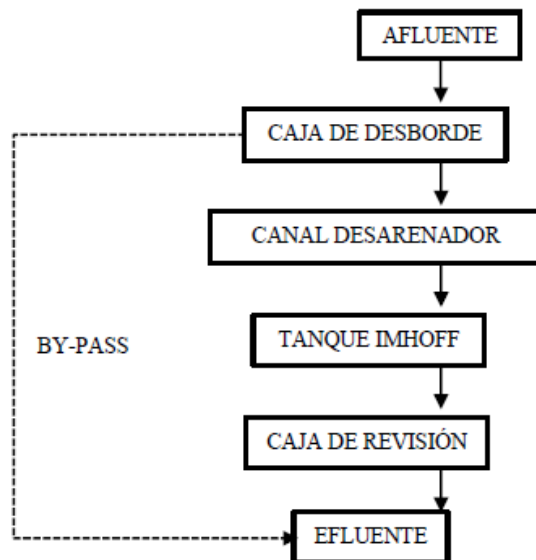 AFLUENTE
CAJA DE DESBORDE
CANAL DESARENADOR
BY-PASS
TANQUE IMHOFF
CAJA DE REVISIÓN
EFLUENTE